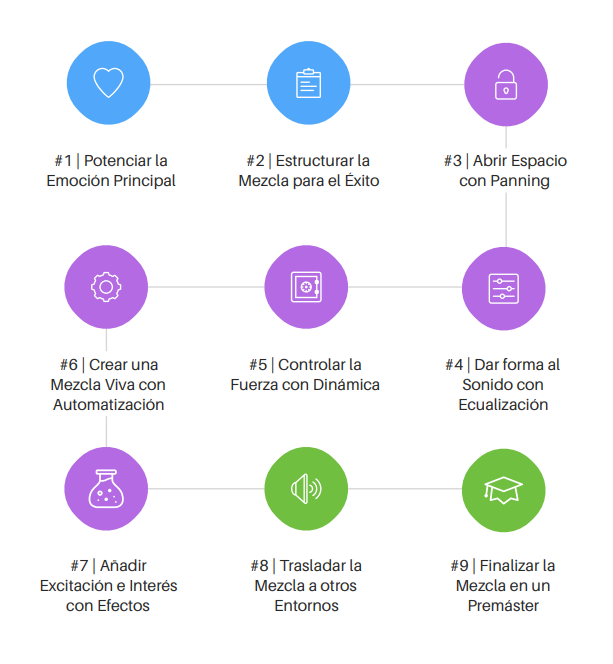 #1 | Potenciar la
Emoción Principal
#2 | Estructurar la
Mezcla para el Éxito
#3 | Abrir Espacio
con Panning
#4 | Dar forma al
Sonido con
Ecualización
#5 | Controlar la
Fuerza con Dinámica
#6 | Crear una
Mezcla Viva con
Automatización
#7 | Añadir
Excitación e Interés
con Efectos
#8 | Trasladar la
Mezcla a otros
Entornos
#9 | Finalizar la
Mezcla en un
Premáster